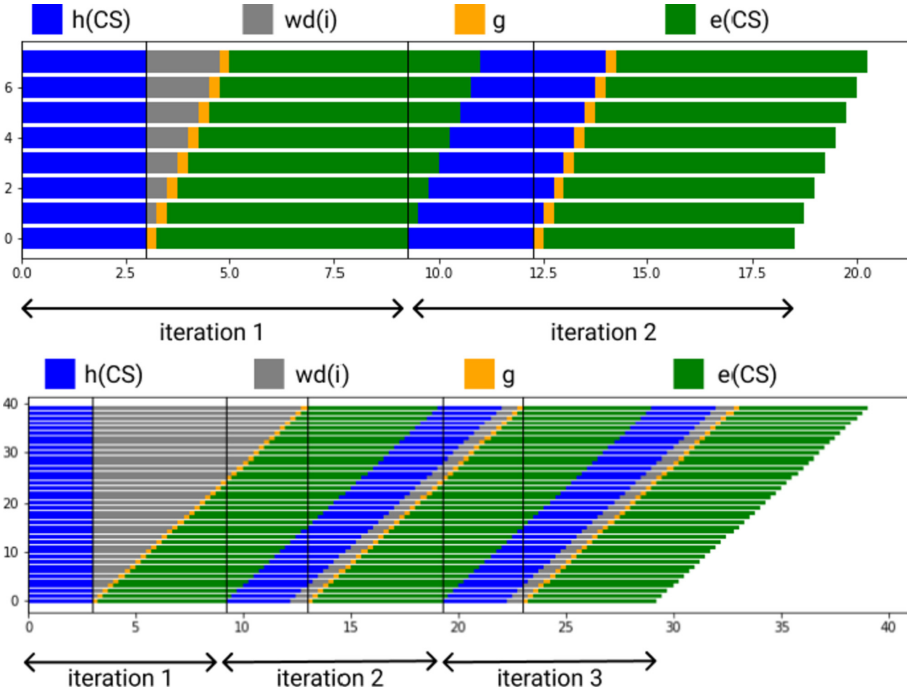 h(CS) wd(i) g e(CS)
6
4
2
0
0.0 2.5 5.0 7.5 10.0 12.5 15.0 17.5 20.0
iteration 1 iteration 2
h(CS) wd(i) g e(CS)
40
30
20
10
0
0 5 10 15 20 25 30 35 40
iteration 1 iteration 2 iteration 3